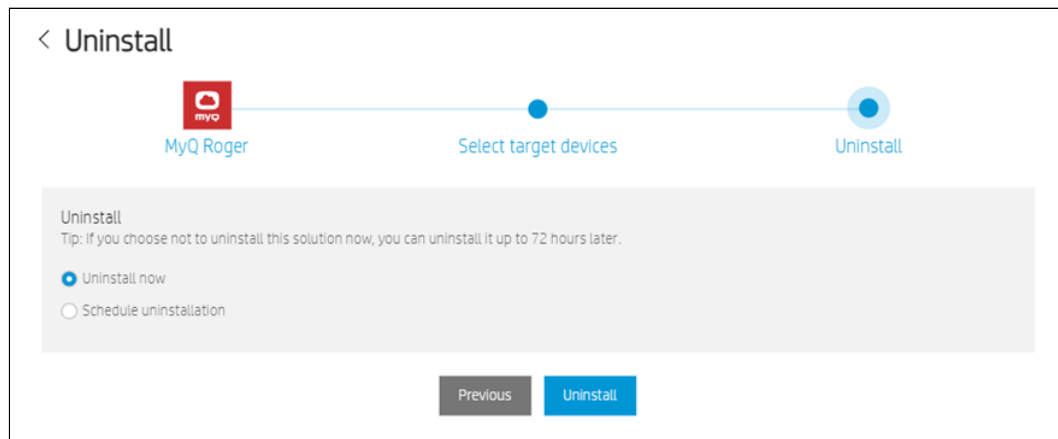 < Uninstall
myQ
MyQ Roger
Select target devices
Uninstall
Uninstall
Tip: If you choose not to uninstall this solution now, you can uninstall it up to 72 hours later.
Uninstall now
Schedule uninstallation
Previous
Uninstall